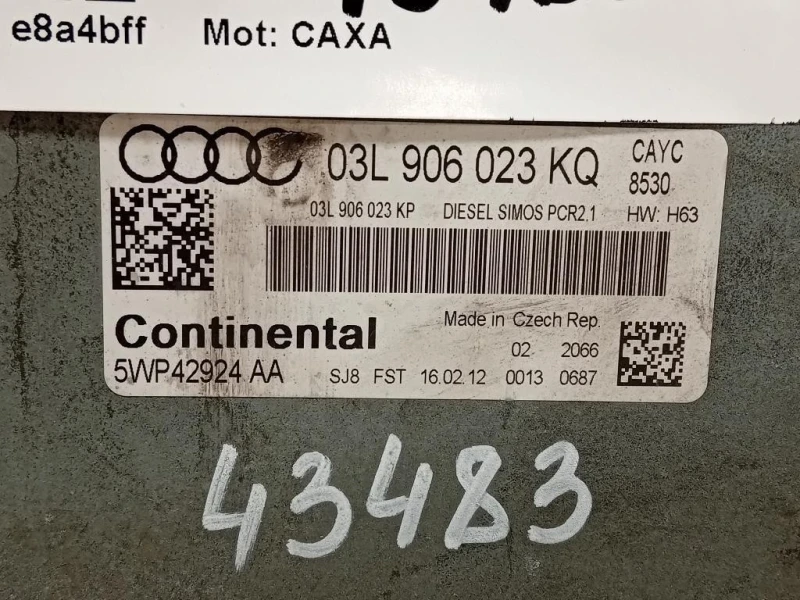 e8a4bff Mot: CAXA
03L 906 023 KQ CAYC
8530
03L 906 023 KP DIESEL SIMOS PCR2.1 HW: H63
Continental Made in Czech Rep.
02 2066
5WP42924 AA SJ8 FST 16.02.12 0013 0687
43483